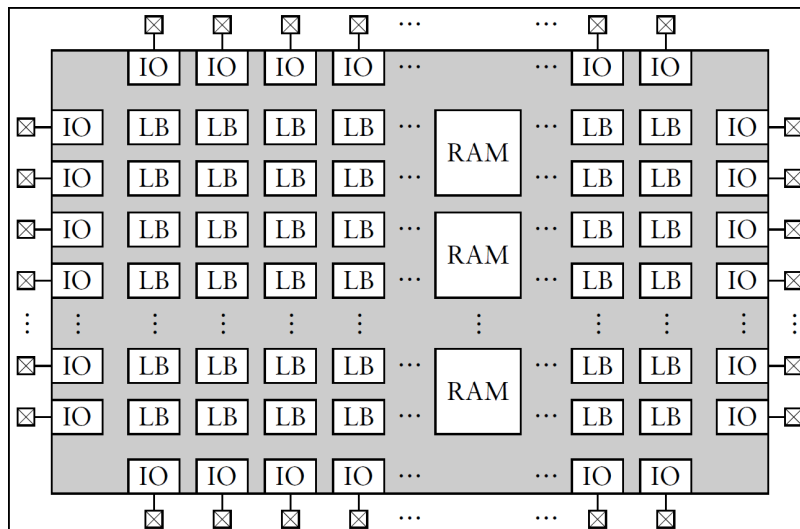 ... ...
IO IO IO IO ... ... IO IO
IO LB LB LB LB ... RAM ... LB LB IO
IO LB LB LB LB ... ... LB LB IO
IO LB LB LB LB ... RAM ... LB LB IO
IO LB LB LB LB ... ... LB LB IO
⋮ ⋮ ⋮ ⋮ ⋮ ⋮ ⋮ ⋮ ⋮ ⋮ ⋮
IO LB LB LB LB ... RAM ... LB LB IO
IO LB LB LB LB ... ... LB LB IO
IO IO IO IO ... ... IO IO
... ...